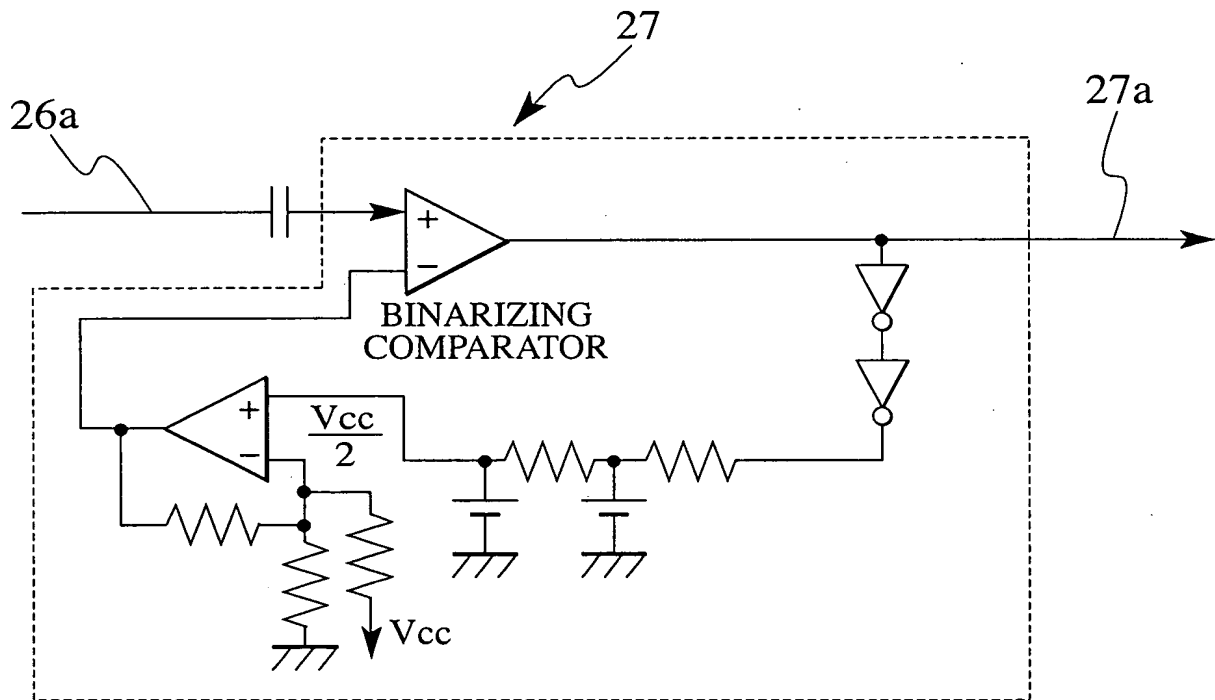 27
26a
27a
+
−
BINARIZING
COMPARATOR
+
−
Vcc
2
Vcc